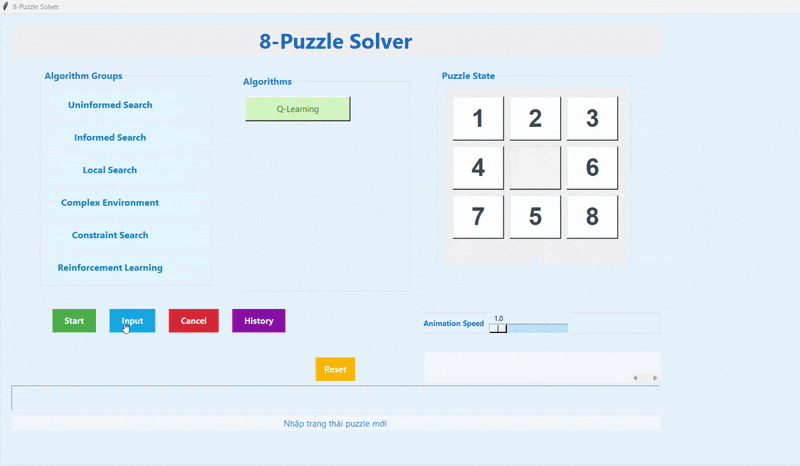 8-Puzzle Solver
8-Puzzle Solver
Algorithm Groups
Uninformed Search
Informed Search
Local Search
Complex Environment
Constraint Search
Reinforcement Learning
Algorithms
Q-Learning
Puzzle State
1 2 3
4 6
7 5 8
Start Input Cancel History
Animation Speed 1.0
Reset
Nhập trạng thái puzzle mới